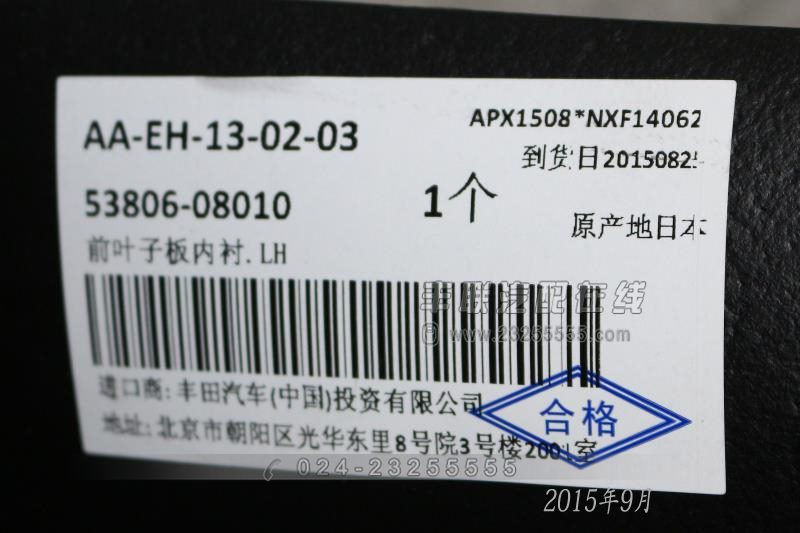 AA-EH-13-02-03
APX1508*NXF14062
到货日2015082
53806-08010
1个
原产地日本
前叶子板内衬.LH
丰联汽配在线
www.23255555.com
进口商:丰田汽车(中国)投资有限公司
合格
地址:北京市朝阳区光华东里8号院3号楼2001室
024-23255555
2015年9月